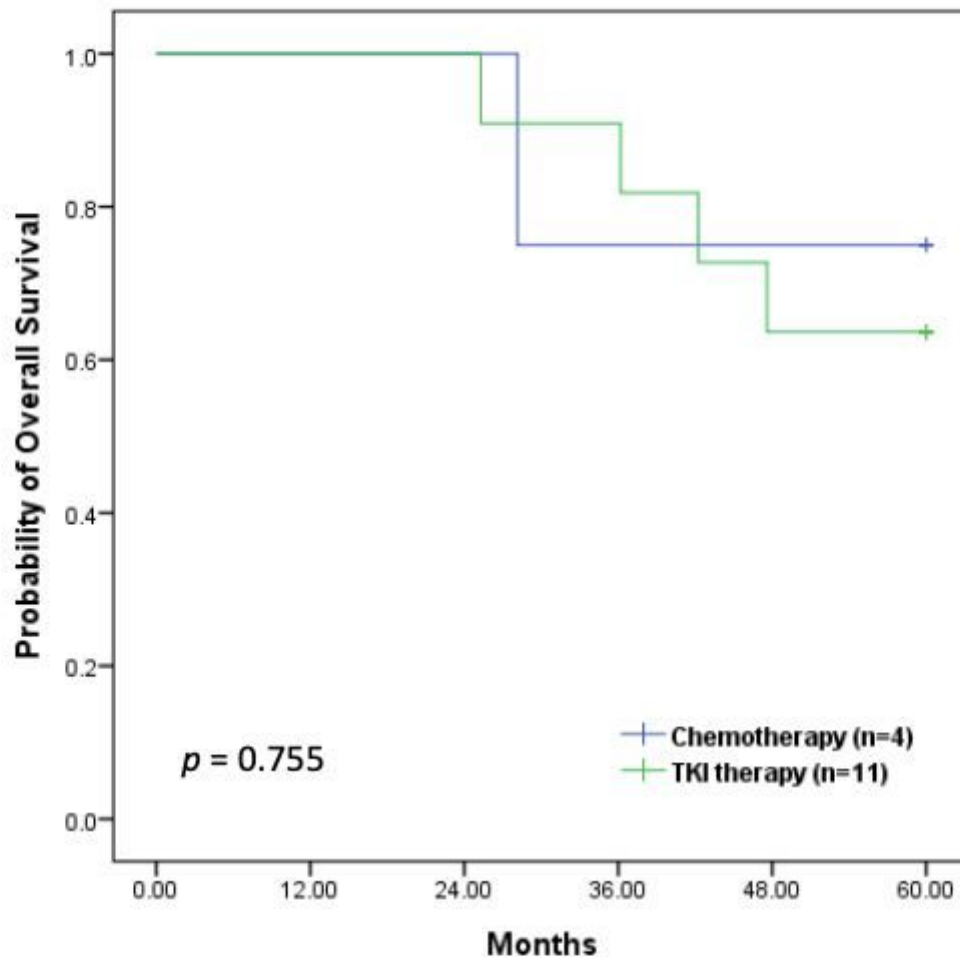 Probability of Overall Survival
1.0
0.8
0.6
0.4
0.2
0.0
p = 0.755
Chemotherapy (n=4)
TKI therapy (n=11)
0.00 12.00 24.00 36.00 48.00 60.00
Months